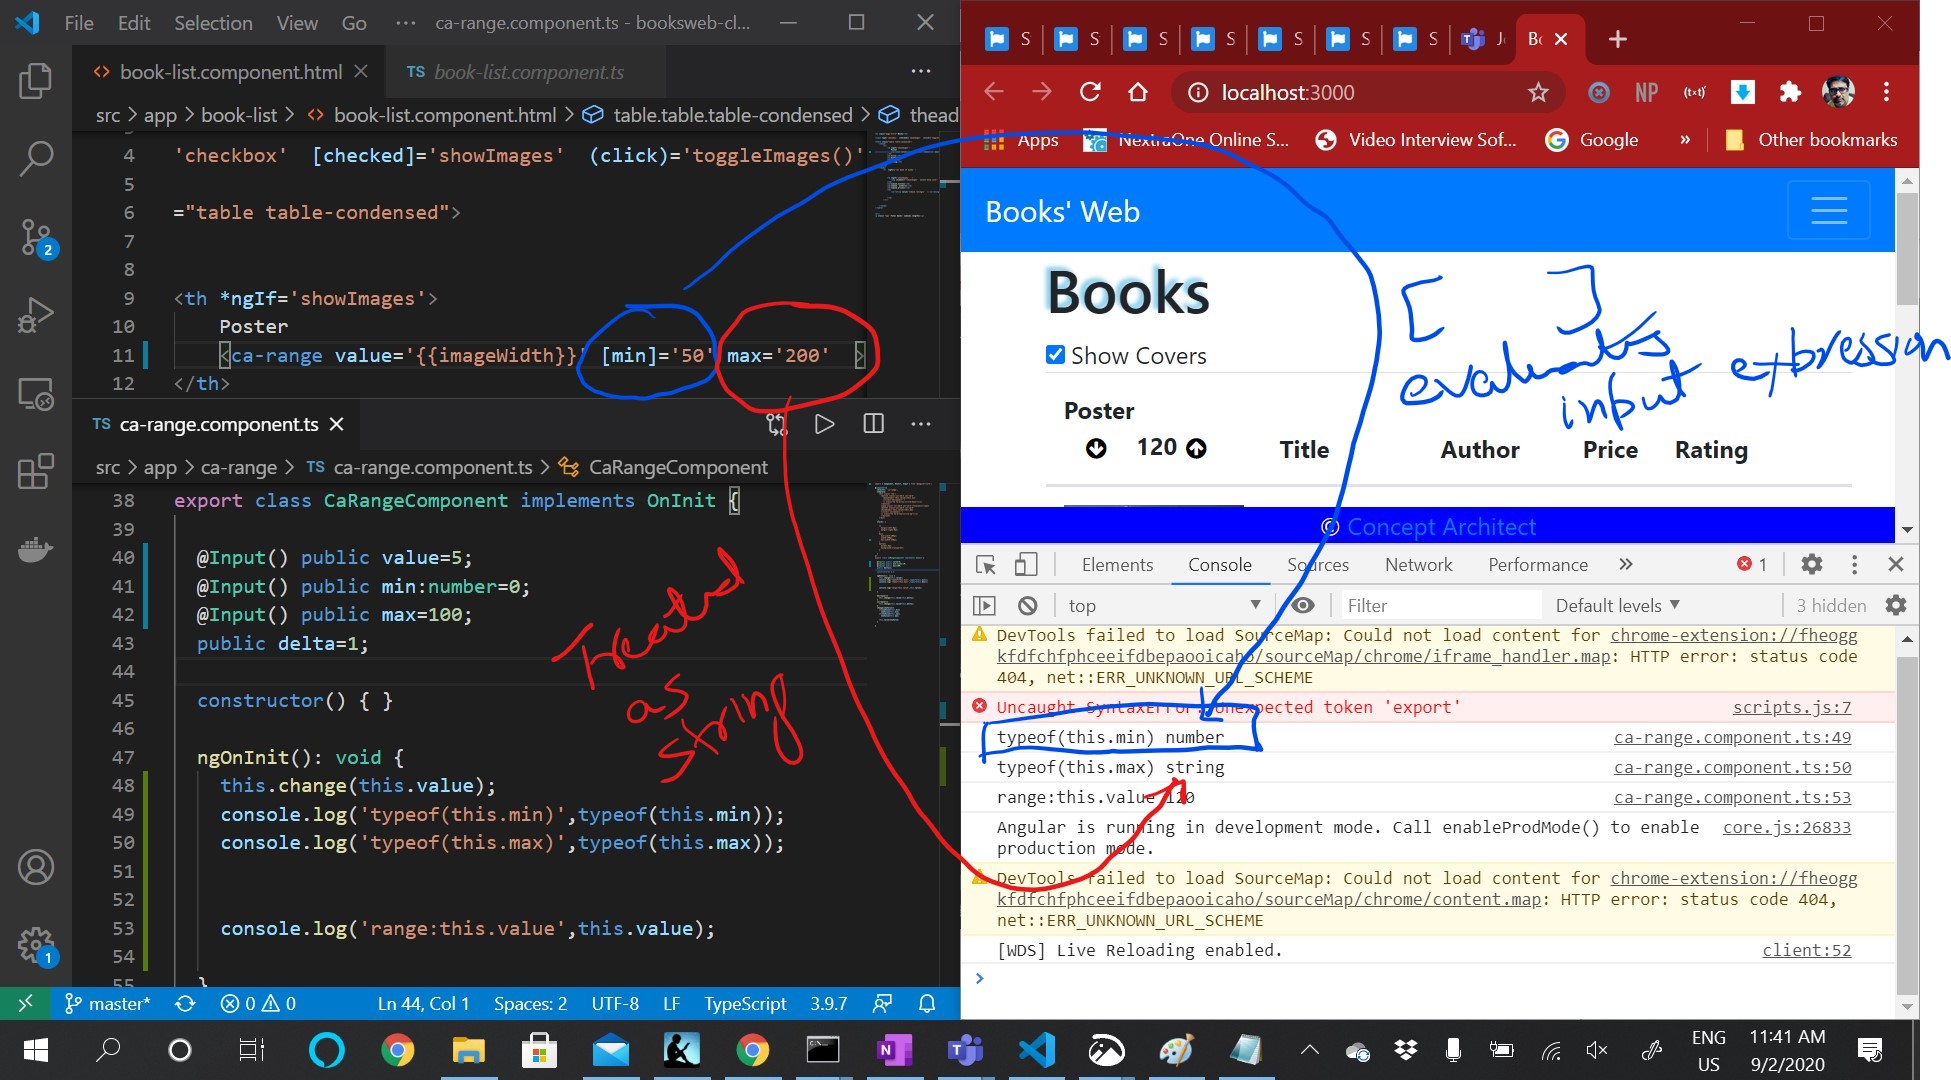 File Edit Selection View Go ··· ca-range.component.ts - booksweb-cl...
<> book-list.component.html
TS book-list.component.ts
src > app > book-list > <> book-list.component.html > table.table.table-condensed > thead
4 'checkbox' [checked]='showImages' (click)='toggleImages()'
5
6 ="table table-condensed">
7
8
9 <th *ngIf='showImages'>
10 Poster
11 <ca-range value='{{imageWidth}}' [min]='50' max='200' >
12 </th>
TS ca-range.component.ts
src > app > ca-range > TS ca-range.component.ts > CaRangeComponent
38 export class CaRangeComponent implements OnInit {
39
40 @Input() public value=5;
41 @Input() public min:number=0;
42 @Input() public max=100;
43 public delta=1;
44
45 constructor() { }
46
47 ngOnInit(): void {
48 this.change(this.value);
49 console.log('typeof(this.min)',typeof(this.min));
50 console.log('typeof(this.max)',typeof(this.max));
51
52
53 console.log('range:this.value',this.value);
54
55 }
Treated
as
string
2
1
master* 0 0 Ln 44, Col 1 Spaces: 2 UTF-8 LF TypeScript 3.9.7
S S S S S S S J Bo
localhost:3000
NP (txt)
Apps NextraOne Online S... Video Interview Sof... Google » Other bookmarks
Books' Web
Books
Show Covers
[ ]
evaluates
input expression
Poster
120 Title Author Price Rating
© Concept Architect
Elements Console Sources Network Performance » 1
top Filter Default levels ▼ 3 hidden
DevTools failed to load SourceMap: Could not load content for chrome-extension://fheogg
kfdfchfphceeifdbepaooicaho/sourceMap/chrome/iframe_handler.map: HTTP error: status code
404, net::ERR_UNKNOWN_URL_SCHEME
Uncaught SyntaxError: Unexpected token 'export' scripts.js:7
typeof(this.min) number ca-range.component.ts:49
typeof(this.max) string ca-range.component.ts:50
range:this.value 120 ca-range.component.ts:53
Angular is running in development mode. Call enableProdMode() to enable core.js:26833
production mode.
DevTools failed to load SourceMap: Could not load content for chrome-extension://fheogg
kfdfchfphceeifdbepaooicaho/sourceMap/chrome/content.map: HTTP error: status code 404,
net::ERR_UNKNOWN_URL_SCHEME
[WDS] Live Reloading enabled. client:52
>
ENG
US
11:41 AM
9/2/2020